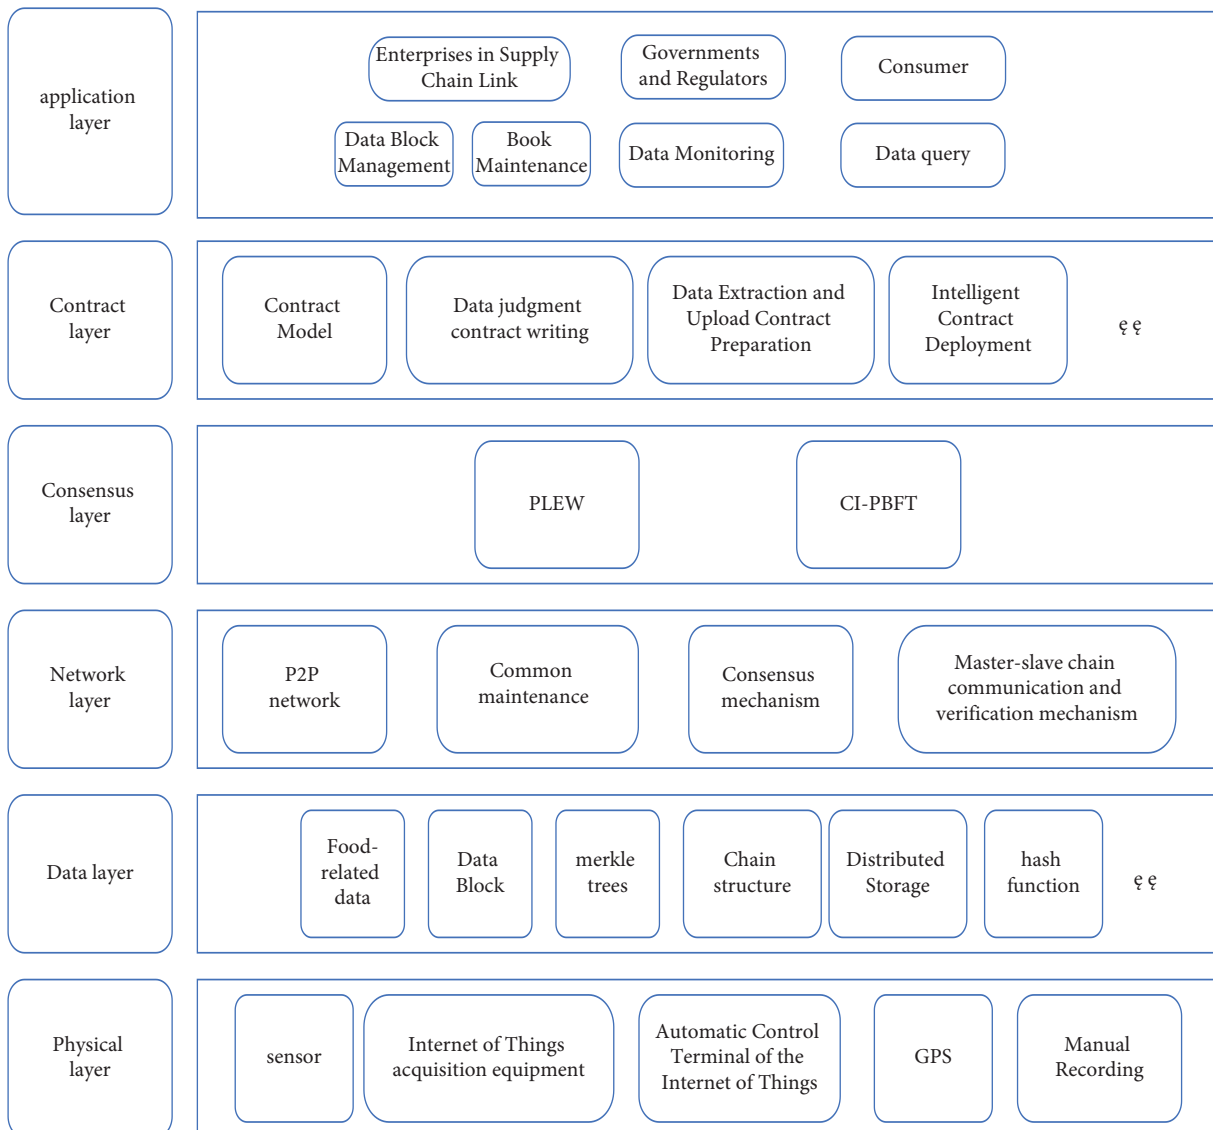 application
layer
Enterprises in Supply
Chain Link
Governments
and Regulators
Consumer
Data Block
Management
Book
Maintenance
Data Monitoring
Data query
Contract
layer
Contract
Model
Data judgment
contract writing
Data Extraction and
Upload Contract
Preparation
Intelligent
Contract
Deployment
ę ę
Consensus
layer
PLEW
CI-PBFT
Network
layer
P2P
network
Common
maintenance
Consensus
mechanism
Master-slave chain
communication and
verification mechanism
Data layer
Food-
related
data
Data
Block
merkle
trees
Chain
structure
Distributed
Storage
hash
function
ę ę
Physical
layer
sensor
Internet of Things
acquisition equipment
Automatic Control
Terminal of the
Internet of Things
GPS
Manual
Recording